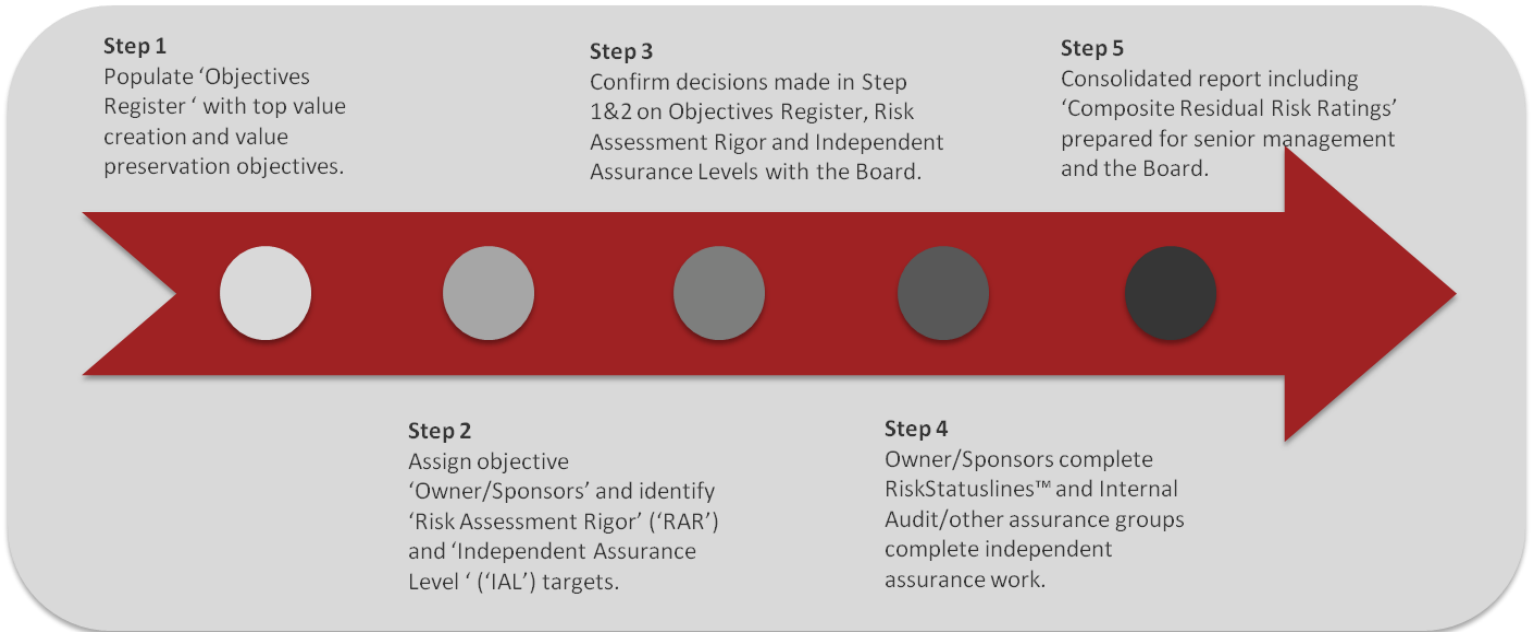 Step 1
Populate ‘Objectives
Register ‘ with top value
creation and value
preservation objectives.
Step 2
Assign objective
‘Owner/Sponsors’ and identify
‘Risk Assessment Rigor’ (‘RAR’)
and ‘Independent Assurance
Level ‘ (‘IAL’) targets.
Step 3
Confirm decisions made in Step
1&2 on Objectives Register, Risk
Assessment Rigor and Independent
Assurance Levels with the Board.
Step 4
Owner/Sponsors complete
RiskStatuslines™ and Internal
Audit/other assurance groups
complete independent
assurance work.
Step 5
Consolidated report including
‘Composite Residual Risk Ratings’
prepared for senior management
and the Board.